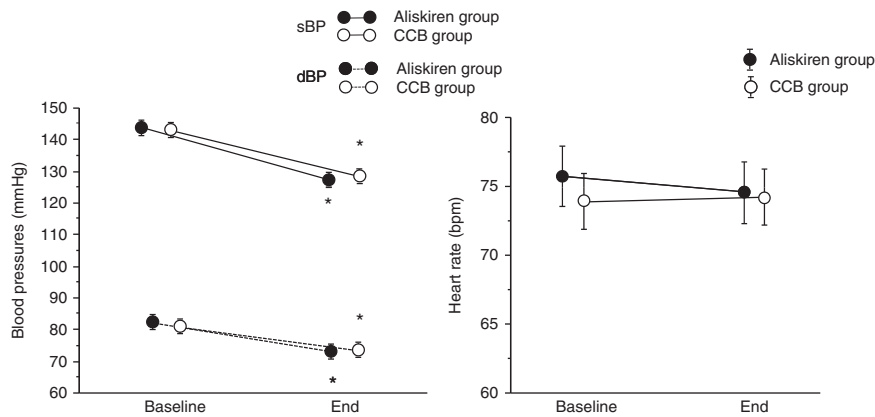 sBP
Aliskiren group
CCB group
dBP
Aliskiren group
CCB group
Blood pressures (mmHg)
150
140
130
120
110
100
90
80
70
60
*
*
*
*
Baseline
End
Aliskiren group
CCB group
Heart rate (bpm)
80
75
70
65
60
Baseline
End